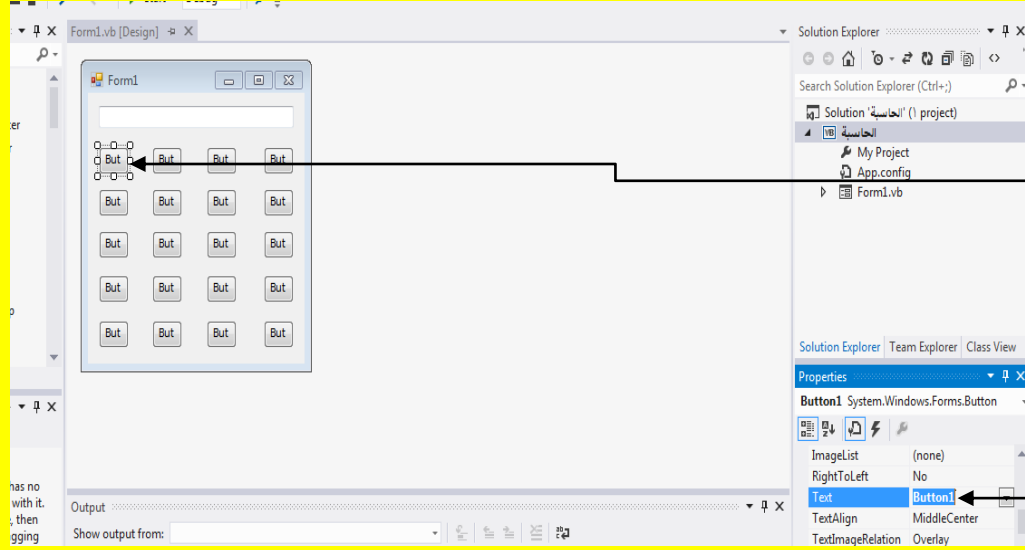 Form1.vb [Design]
Form1
But But But But
But But But But
But But But But
But But But But
But But But But
has no
with it.
, then
gging
Output
Show output from:
Solution Explorer
Search Solution Explorer (Ctrl+;)
Solution 'الحاسبة' (١ project)
الحاسبة
My Project
App.config
Form1.vb
Solution Explorer Team Explorer Class View
Properties
Button1 System.Windows.Forms.Button
ImageList (none)
RightToLeft No
Text Button1
TextAlign MiddleCenter
TextImageRelation Overlay